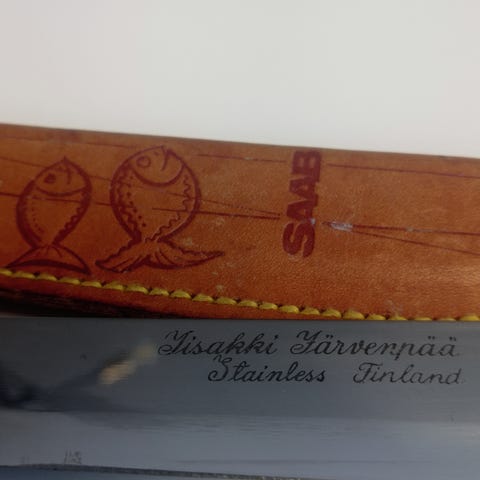 SAAB
Iisakki Järvenpää
Stainless Finland